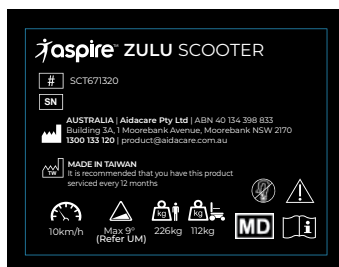 aspire™ ZULU SCOOTER
# SCT671320
SN
AUSTRALIA | Aidacare Pty Ltd | ABN 40 134 398 833
Building 3A, 1 Moorebank Avenue, Moorebank NSW 2170
1300 133 120 | product@aidacare.com.au
MADE IN TAIWAN
TW
It is recommended that you have this product
serviced every 12 months
kg kg
10km/h Max 9° 226kg 112kg MD i
(Refer UM)